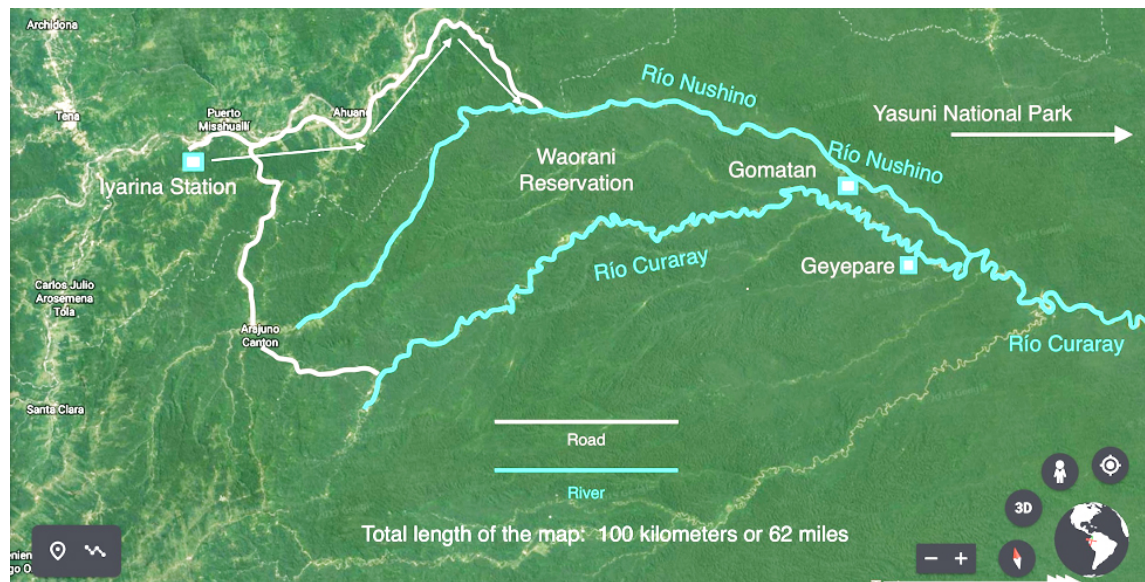 Archidona
Tena
Puerto
Misahuallí
Ahuano
Iyarina Station
Río Nushino
Yasuni National Park
Waorani
Reservation
Gomatan
Río Nushino
Río Curaray
Geyepare
Carlos Julio
Arosemena
Tola
Arajuno
Canton
Río Curaray
Santa Clara
Road
River
Total length of the map: 100 kilometers or 62 miles
3D